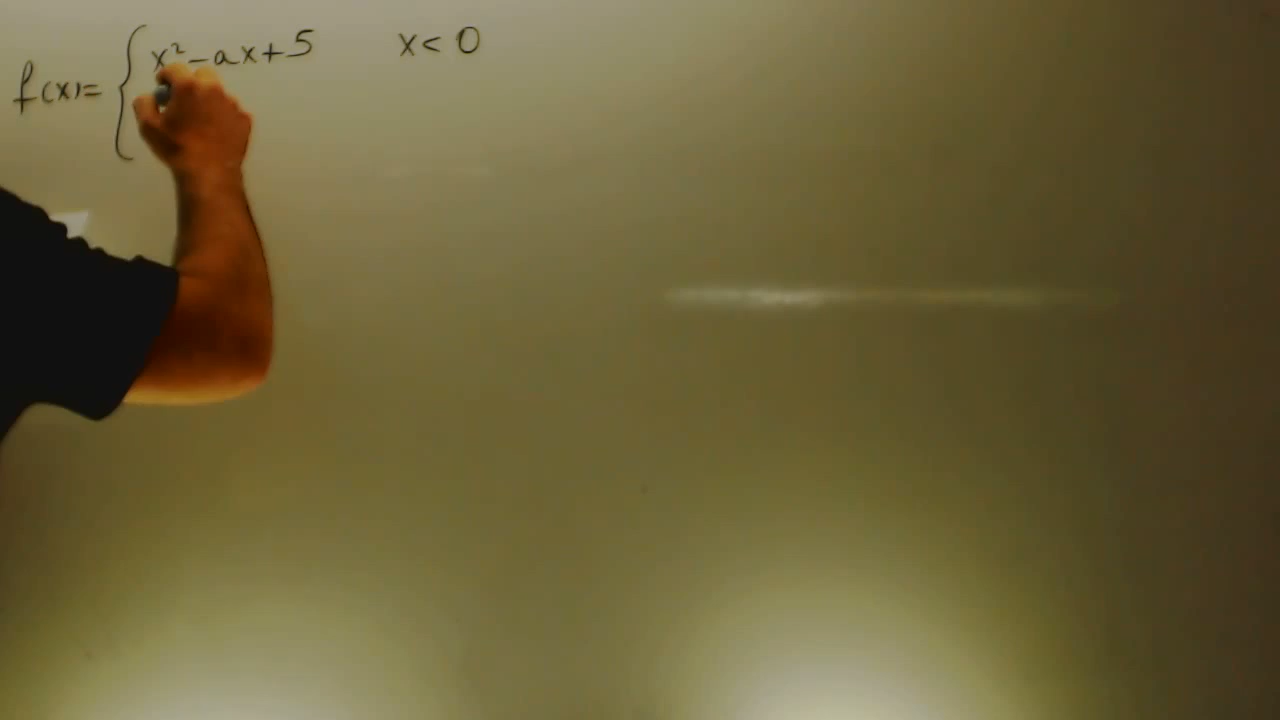 f(x)= { x²-ax+5 x<0